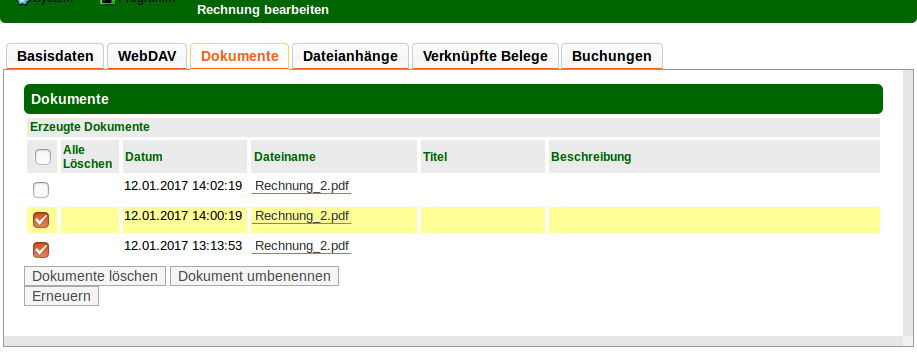 System Programm
Rechnung bearbeiten
Basisdaten WebDAV Dokumente Dateianhänge Verknüpfte Belege Buchungen
Dokumente
Erzeugte Dokumente
Alle Löschen Datum Dateiname Titel Beschreibung
12.01.2017 14:02:19 Rechnung_2.pdf
12.01.2017 14:00:19 Rechnung_2.pdf
12.01.2017 13:13:53 Rechnung_2.pdf
Dokumente löschen Dokument umbenennen
Erneuern